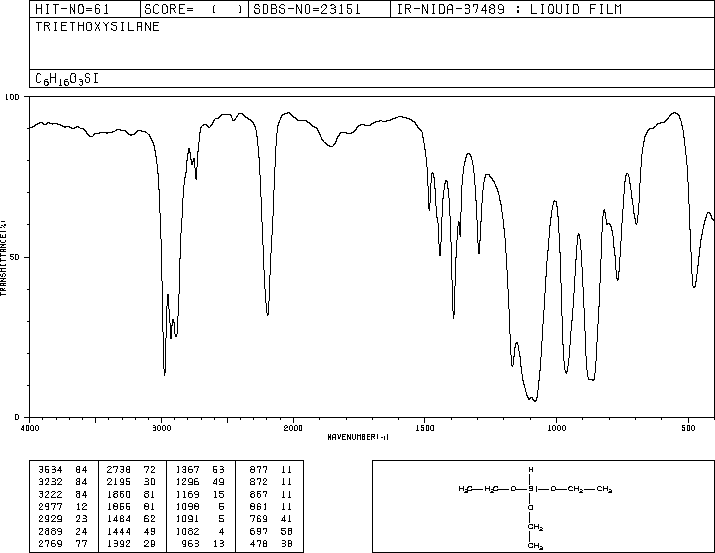 HIT-NO=61 SCORE= ( ) SDBS-NO=23151 IR-NIDA-37489 : LIQUID FILM
TRIETHOXYSILANE
C6H16O3SI
100
50
0
TRANSMITTANCE(%)
4000 3000 2000 1500 1000 500
WAVENUMBER(-1)
3534 84 2738 72 1367 53 877 11
3232 84 2195 30 1296 49 872 11
3222 84 1860 81 1169 15 867 11
2977 12 1866 81 1098 5 861 11
2929 23 1484 62 1091 5 769 41
2889 24 1444 49 1082 4 697 58
2769 77 1392 29 963 13 478 38
H
H3C—H2C—O—SI—O—CH2—CH3
O
CH2
CH3